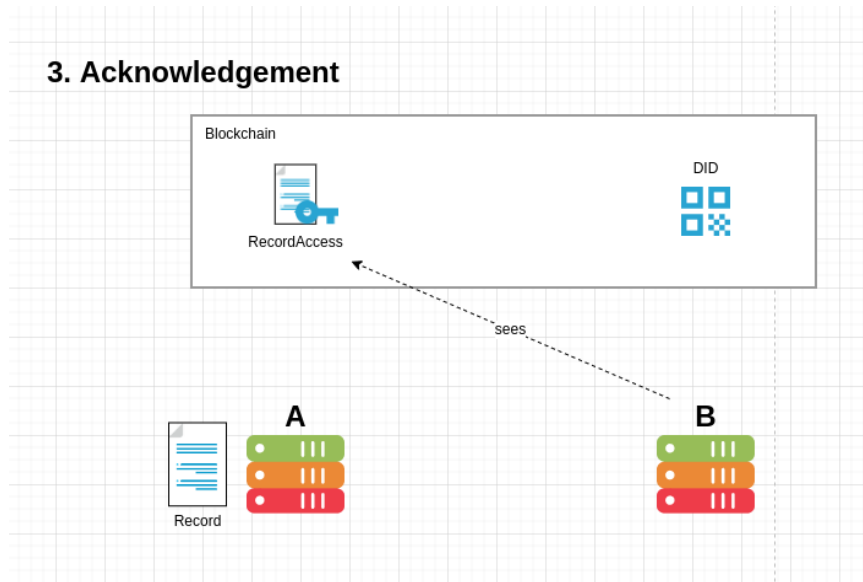 3. Acknowledgement
Blockchain
DID
RecordAccess
sees
A
B
Record